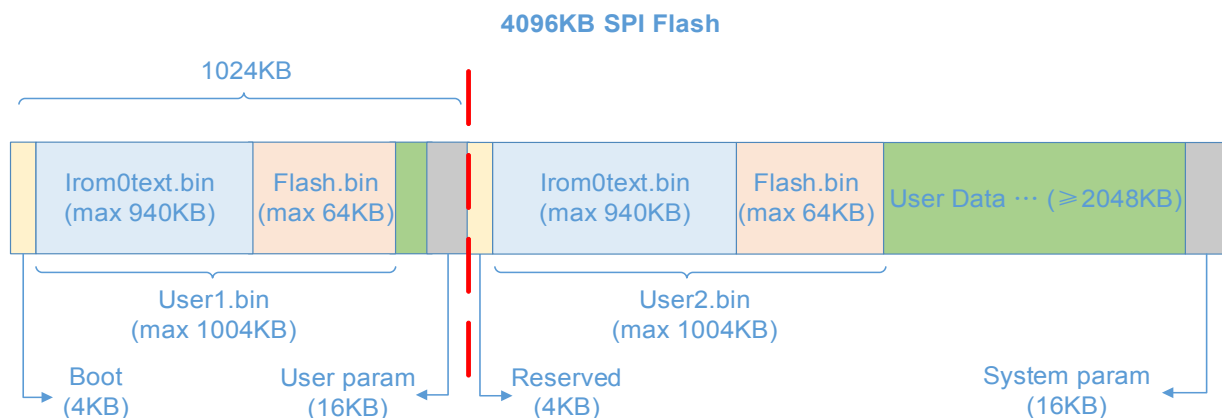 4096KB SPI Flash
1024KB
Irom0text.bin
(max 940KB)
Flash.bin
(max 64KB)
Irom0text.bin
(max 940KB)
Flash.bin
(max 64KB)
User Data ⋯ (≥2048KB)
User1.bin
(max 1004KB)
User2.bin
(max 1004KB)
Boot
(4KB)
User param
(16KB)
Reserved
(4KB)
System param
(16KB)